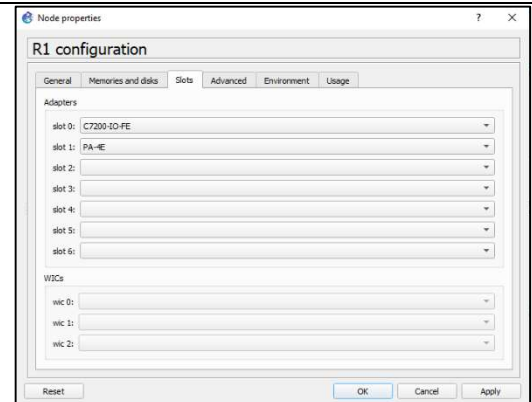 Node properties ? X
R1 configuration
General Memories and disks Slots Advanced Environment Usage
Adapters
slot 0: C7200-IO-FE
slot 1: PA-4E
slot 2:
slot 3:
slot 4:
slot 5:
slot 6:
WICs
wic 0:
wic 1:
wic 2:
Reset OK Cancel Apply